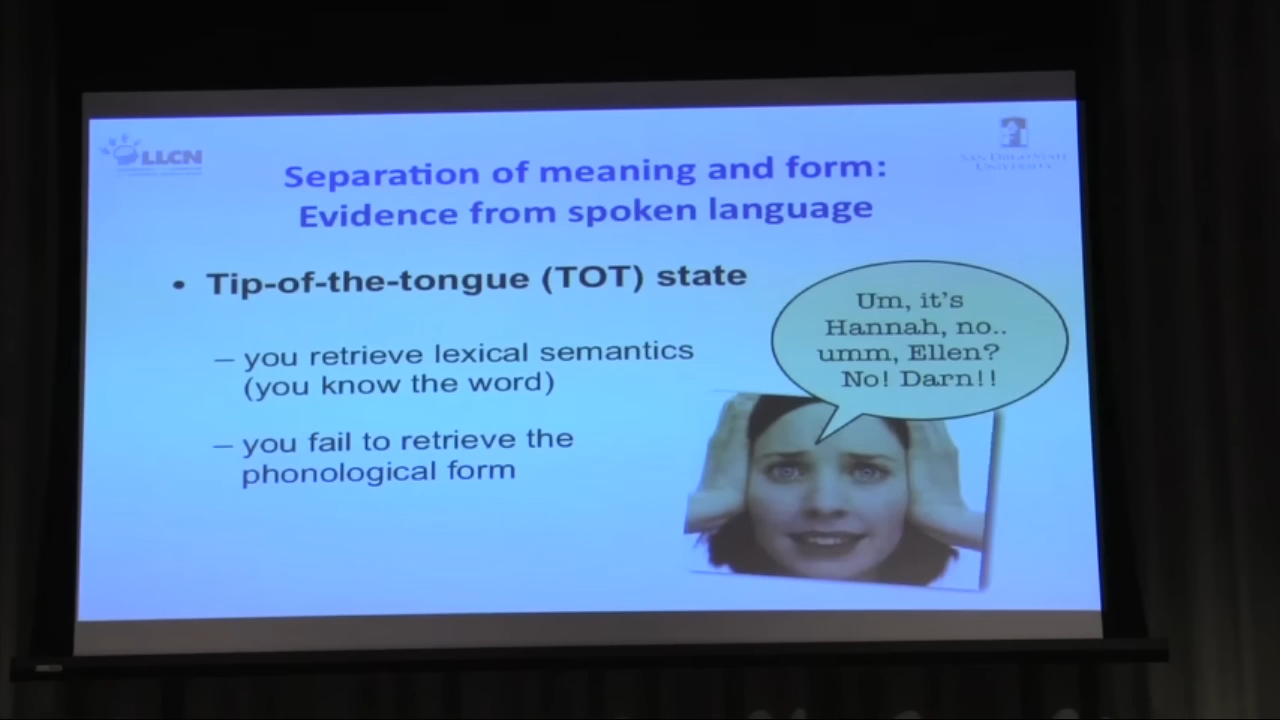 LLCN
SAN DIEGO STATE
UNIVERSITY
Separation of meaning and form:
Evidence from spoken language
• Tip-of-the-tongue (TOT) state
– you retrieve lexical semantics
(you know the word)
– you fail to retrieve the
phonological form
Um, it's
Hannah, no..
umm, Ellen?
No! Darn!!